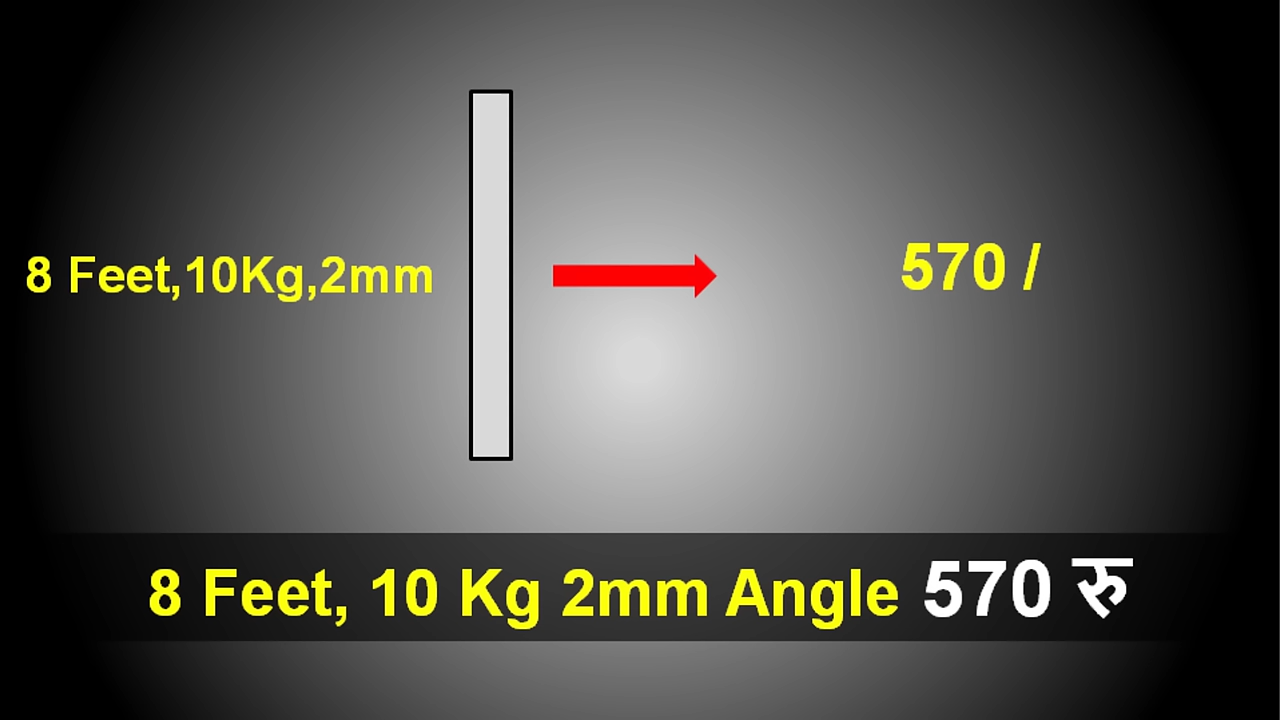 8 Feet,10Kg,2mm
570 /
8 Feet, 10 Kg 2mm Angle 570 रु